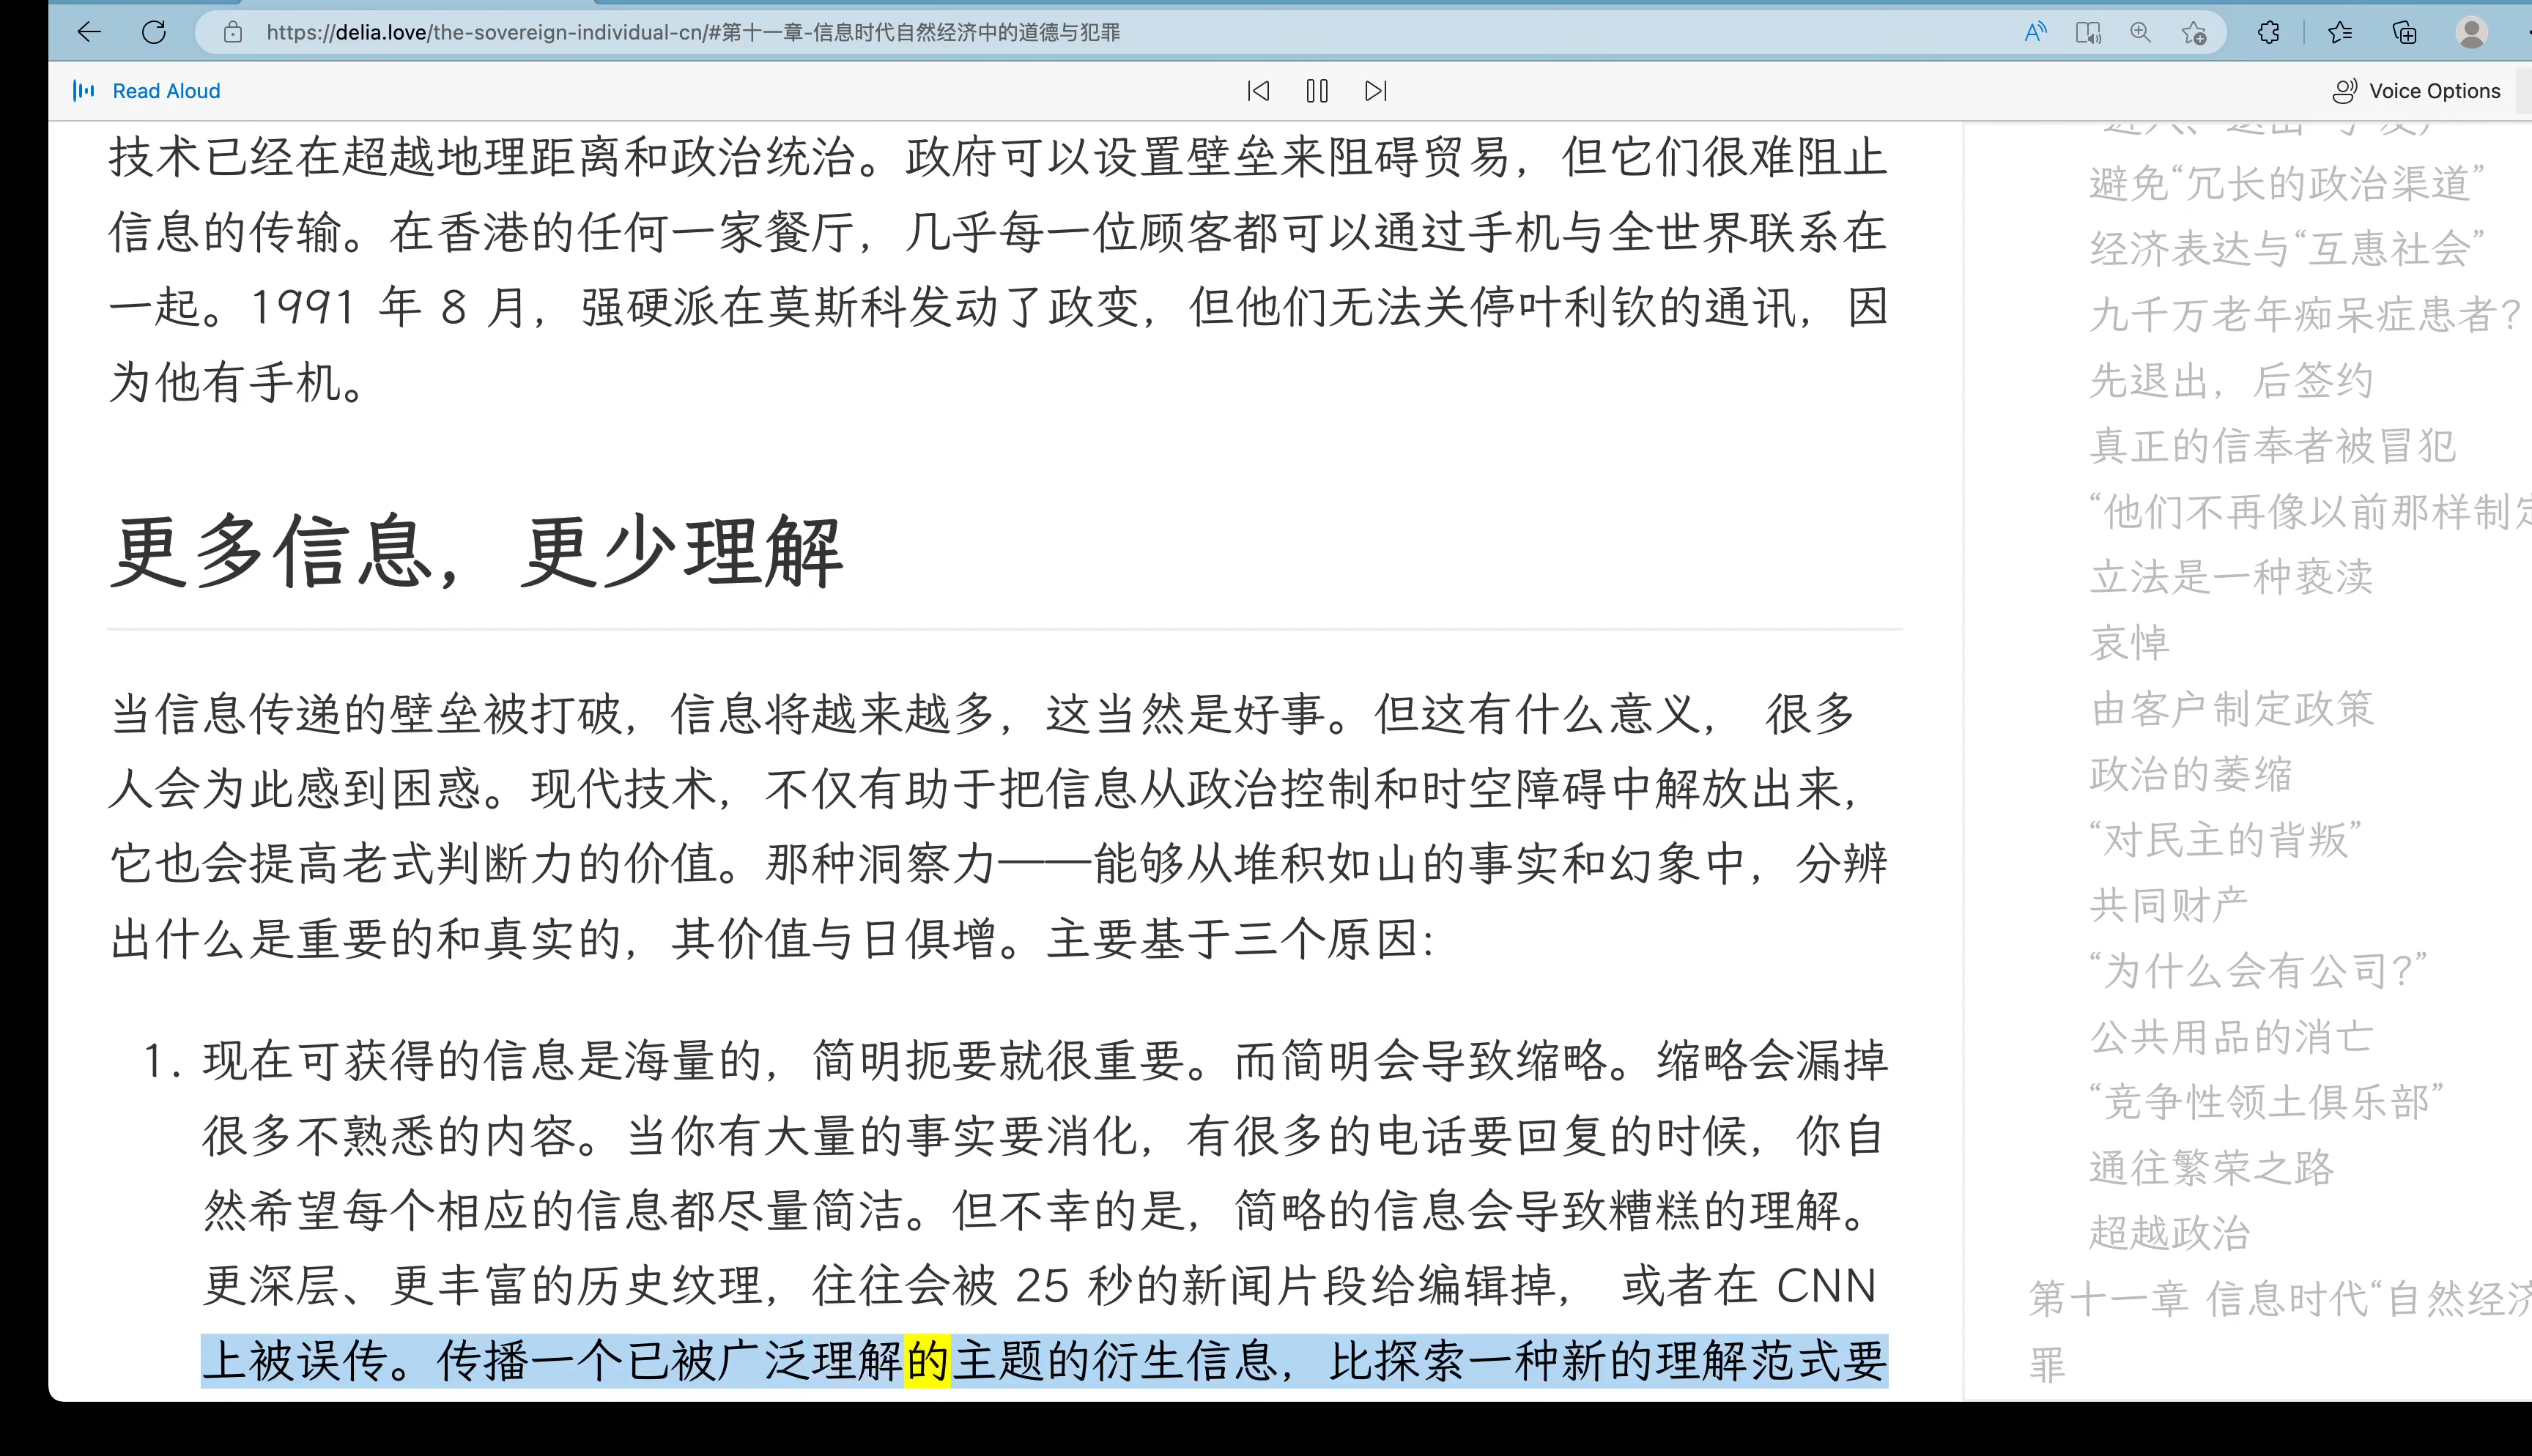 https://delia.love/the-sovereign-individual-cn/#第十一章-信息时代自然经济中的道德与犯罪
Read Aloud
Voice Options
技术已经在超越地理距离和政治统治。政府可以设置壁垒来阻碍贸易，但它们很难阻止
信息的传输。在香港的任何一家餐厅，几乎每一位顾客都可以通过手机与全世界联系在
一起。1991 年 8 月，强硬派在莫斯科发动了政变，但他们无法关停叶利钦的通讯，因
为他有手机。
更多信息，更少理解
当信息传递的壁垒被打破，信息将越来越多，这当然是好事。但这有什么意义， 很多
人会为此感到困惑。现代技术，不仅有助于把信息从政治控制和时空障碍中解放出来，
它也会提高老式判断力的价值。那种洞察力——能够从堆积如山的事实和幻象中，分辨
出什么是重要的和真实的，其价值与日俱增。主要基于三个原因：
1. 现在可获得的信息是海量的，简明扼要就很重要。而简明会导致缩略。缩略会漏掉
很多不熟悉的内容。当你有大量的事实要消化，有很多的电话要回复的时候，你自
然希望每个相应的信息都尽量简洁。但不幸的是，简略的信息会导致糟糕的理解。
更深层、更丰富的历史纹理，往往会被 25 秒的新闻片段给编辑掉， 或者在 CNN
上被误传。传播一个已被广泛理解的主题的衍生信息，比探索一种新的理解范式要
避免“冗长的政治渠道”
经济表达与“互惠社会”
九千万老年痴呆症患者？
先退出，后签约
真正的信奉者被冒犯
“他们不再像以前那样制定
立法是一种亵渎
哀悼
由客户制定政策
政治的萎缩
“对民主的背叛”
共同财产
“为什么会有公司？”
公共用品的消亡
“竞争性领土俱乐部”
通往繁荣之路
超越政治
第十一章 信息时代“自然经济
罪